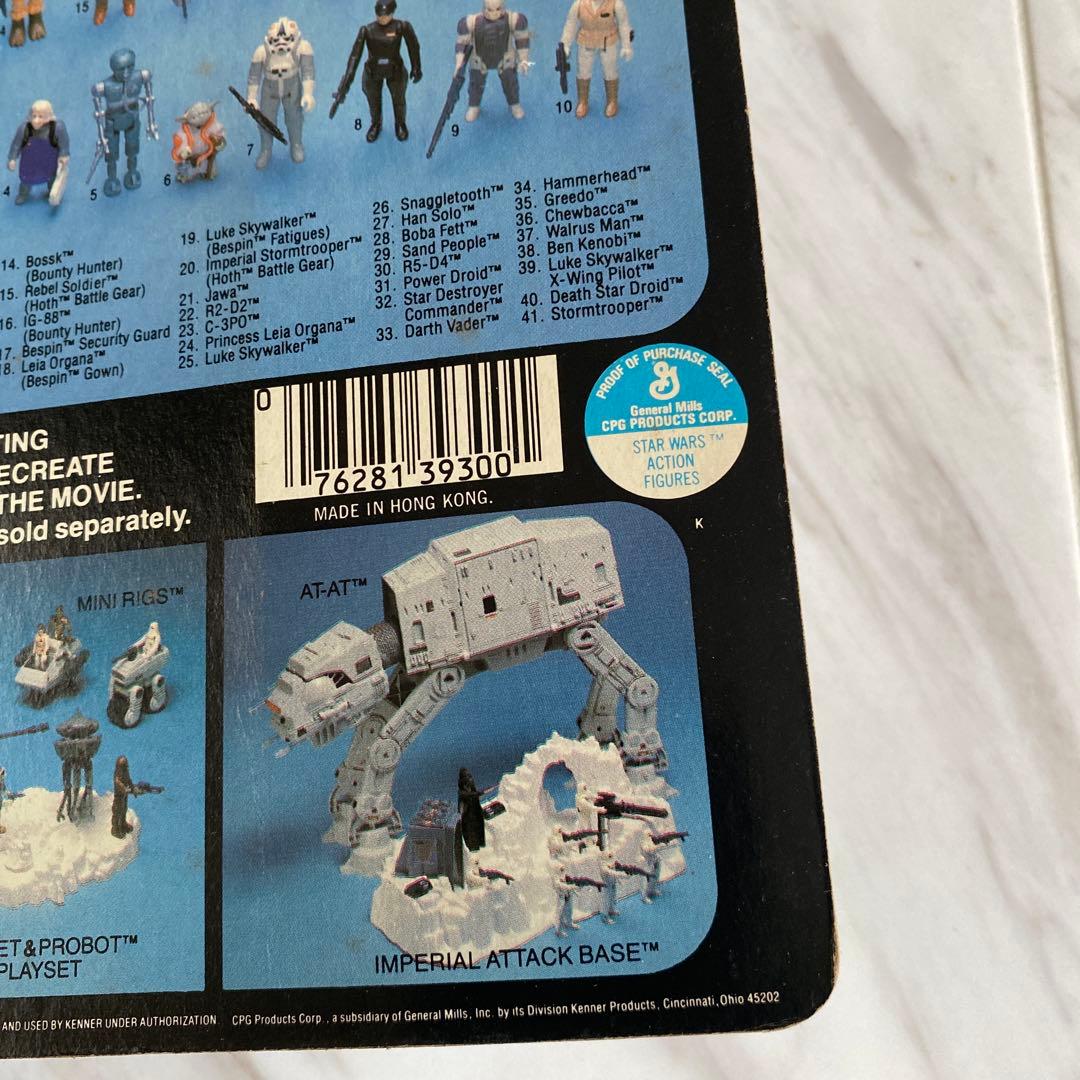 15
4
5
6
7
8
9
10
14. Bossk™
(Bounty Hunter)
15. Rebel Soldier™
(Hoth™ Battle Gear)
16. IG-88™
(Bounty Hunter)
17. Bespin™ Security Guard
18. Leia Organa™
(Bespin™ Gown)
19. Luke Skywalker™
(Bespin™ Fatigues)
20. Imperial Stormtrooper™
(Hoth™ Battle Gear)
21. Jawa™
22. R2-D2™
23. C-3PO™
24. Princess Leia Organa™
25. Luke Skywalker™
26. Snaggletooth™
27. Han Solo™
28. Boba Fett™
29. Sand People™
30. R5-D4™
31. Power Droid™
32. Star Destroyer
Commander™
33. Darth Vader™
34. Hammerhead™
35. Greedo™
36. Chewbacca™
37. Walrus Man™
38. Ben Kenobi™
39. Luke Skywalker™
X-Wing Pilot™
40. Death Star Droid™
41. Stormtrooper™
TING
ECREATE
THE MOVIE.
sold separately.
0
76281 39300
MADE IN HONG KONG.
PROOF OF PURCHASE SEAL
General Mills
CPG PRODUCTS CORP.
STAR WARS™
ACTION
FIGURES
K
MINI RIGS™
AT-AT™
ET & PROBOT™
PLAYSET
IMPERIAL ATTACK BASE™
AND USED BY KENNER UNDER AUTHORIZATION. CPG Products Corp., a subsidiary of General Mills, Inc. by its Division Kenner Products, Cincinnati, Ohio 45202